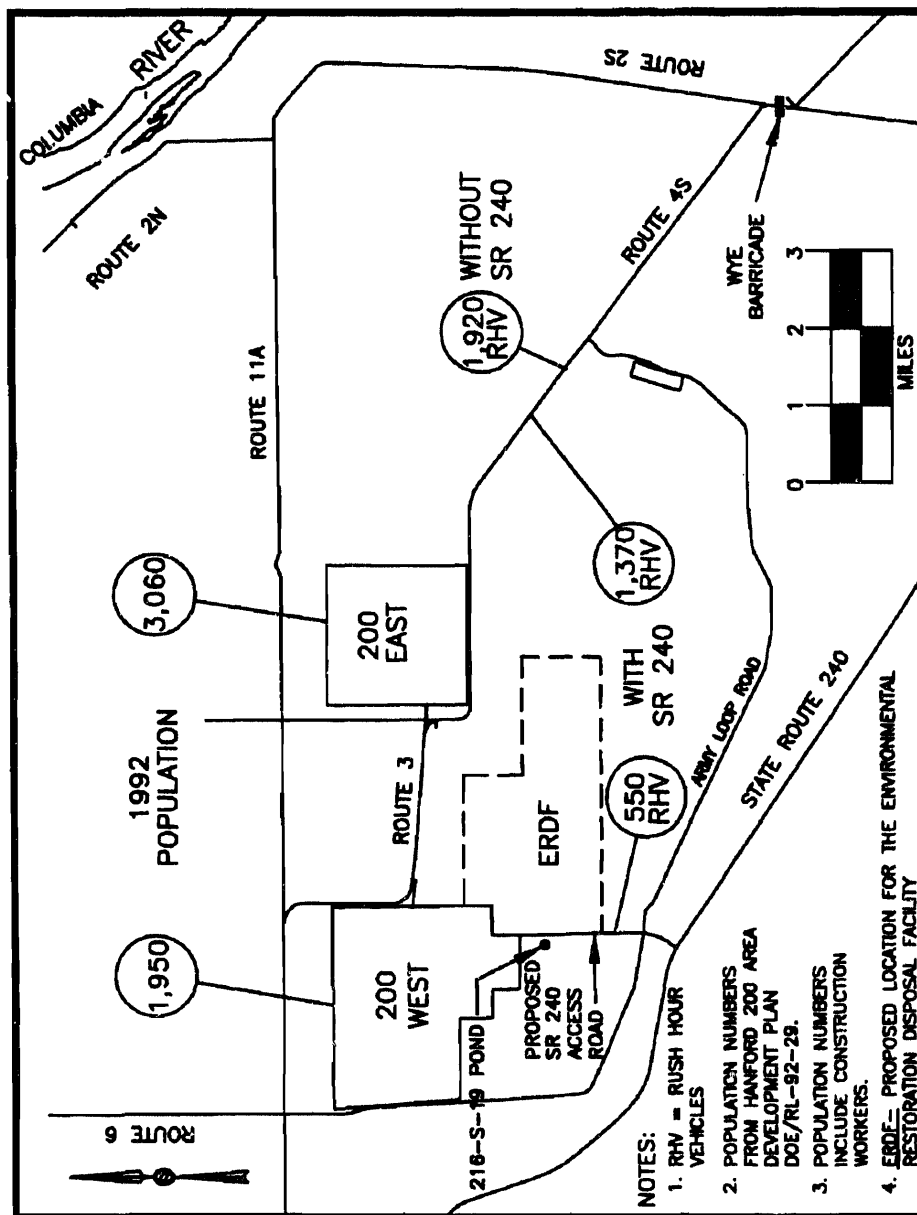 COLUMBIA RIVER
ROUTE 2N
ROUTE 11A
ROUTE 2S
ROUTE 6
1992
POPULATION
1,950
3,060
200
WEST
200
EAST
ROUTE 3
1,920
RHV
WITHOUT
SR 240
ROUTE 4S
WYE
BARRICADE
1,370
RHV
WITH
SR 240
550
RHV
ERDF
216-S-19 POND
PROPOSED
SR 240
ACCESS
ROAD
ARMY LOOP ROAD
STATE ROUTE 240
0 1 2 3
MILES
NOTES:
1. RHV = RUSH HOUR
VEHICLES
2. POPULATION NUMBERS
FROM HANFORD 200 AREA
DEVELOPMENT PLAN
DOE/RL-92-29.
3. POPULATION NUMBERS
INCLUDE CONSTRUCTION
WORKERS.
4. ERDF- PROPOSED LOCATION FOR THE ENVIRONMENTAL
RESTORATION DISPOSAL FACILITY